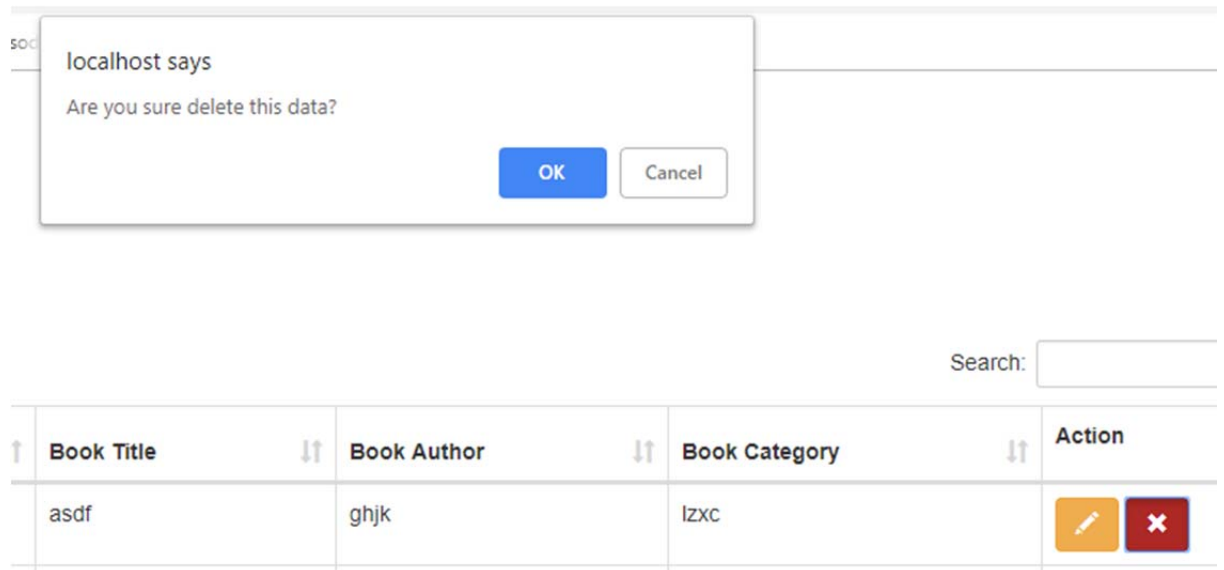 localhost says
Are you sure delete this data?
OK Cancel
Search:
Book Title Book Author Book Category Action
asdf ghjk lzxc